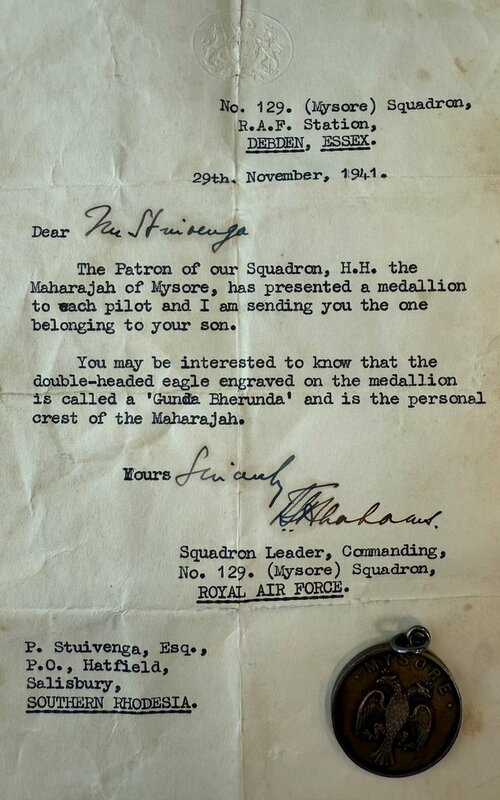 No. 129. (Mysore) Squadron,
R.A.F. Station,
DEBDEN, ESSEX.
29th. November, 1941.
Dear Mr Stuivenga
The Patron of our Squadron, H.H. the
Maharajah of Mysore, has presented a medallion
to each pilot and I am sending you the one
belonging to your son.
You may be interested to know that the
double-headed eagle engraved on the medallion
is called a 'Gunda Bherunda' and is the personal
crest of the Maharajah.
Yours Sincerely
Squadron Leader, Commanding,
No. 129. (Mysore) Squadron,
ROYAL AIR FORCE.
P. Stuivenga, Esq.,
P.O., Hatfield,
Salisbury,
SOUTHERN RHODESIA.
· MYSORE ·